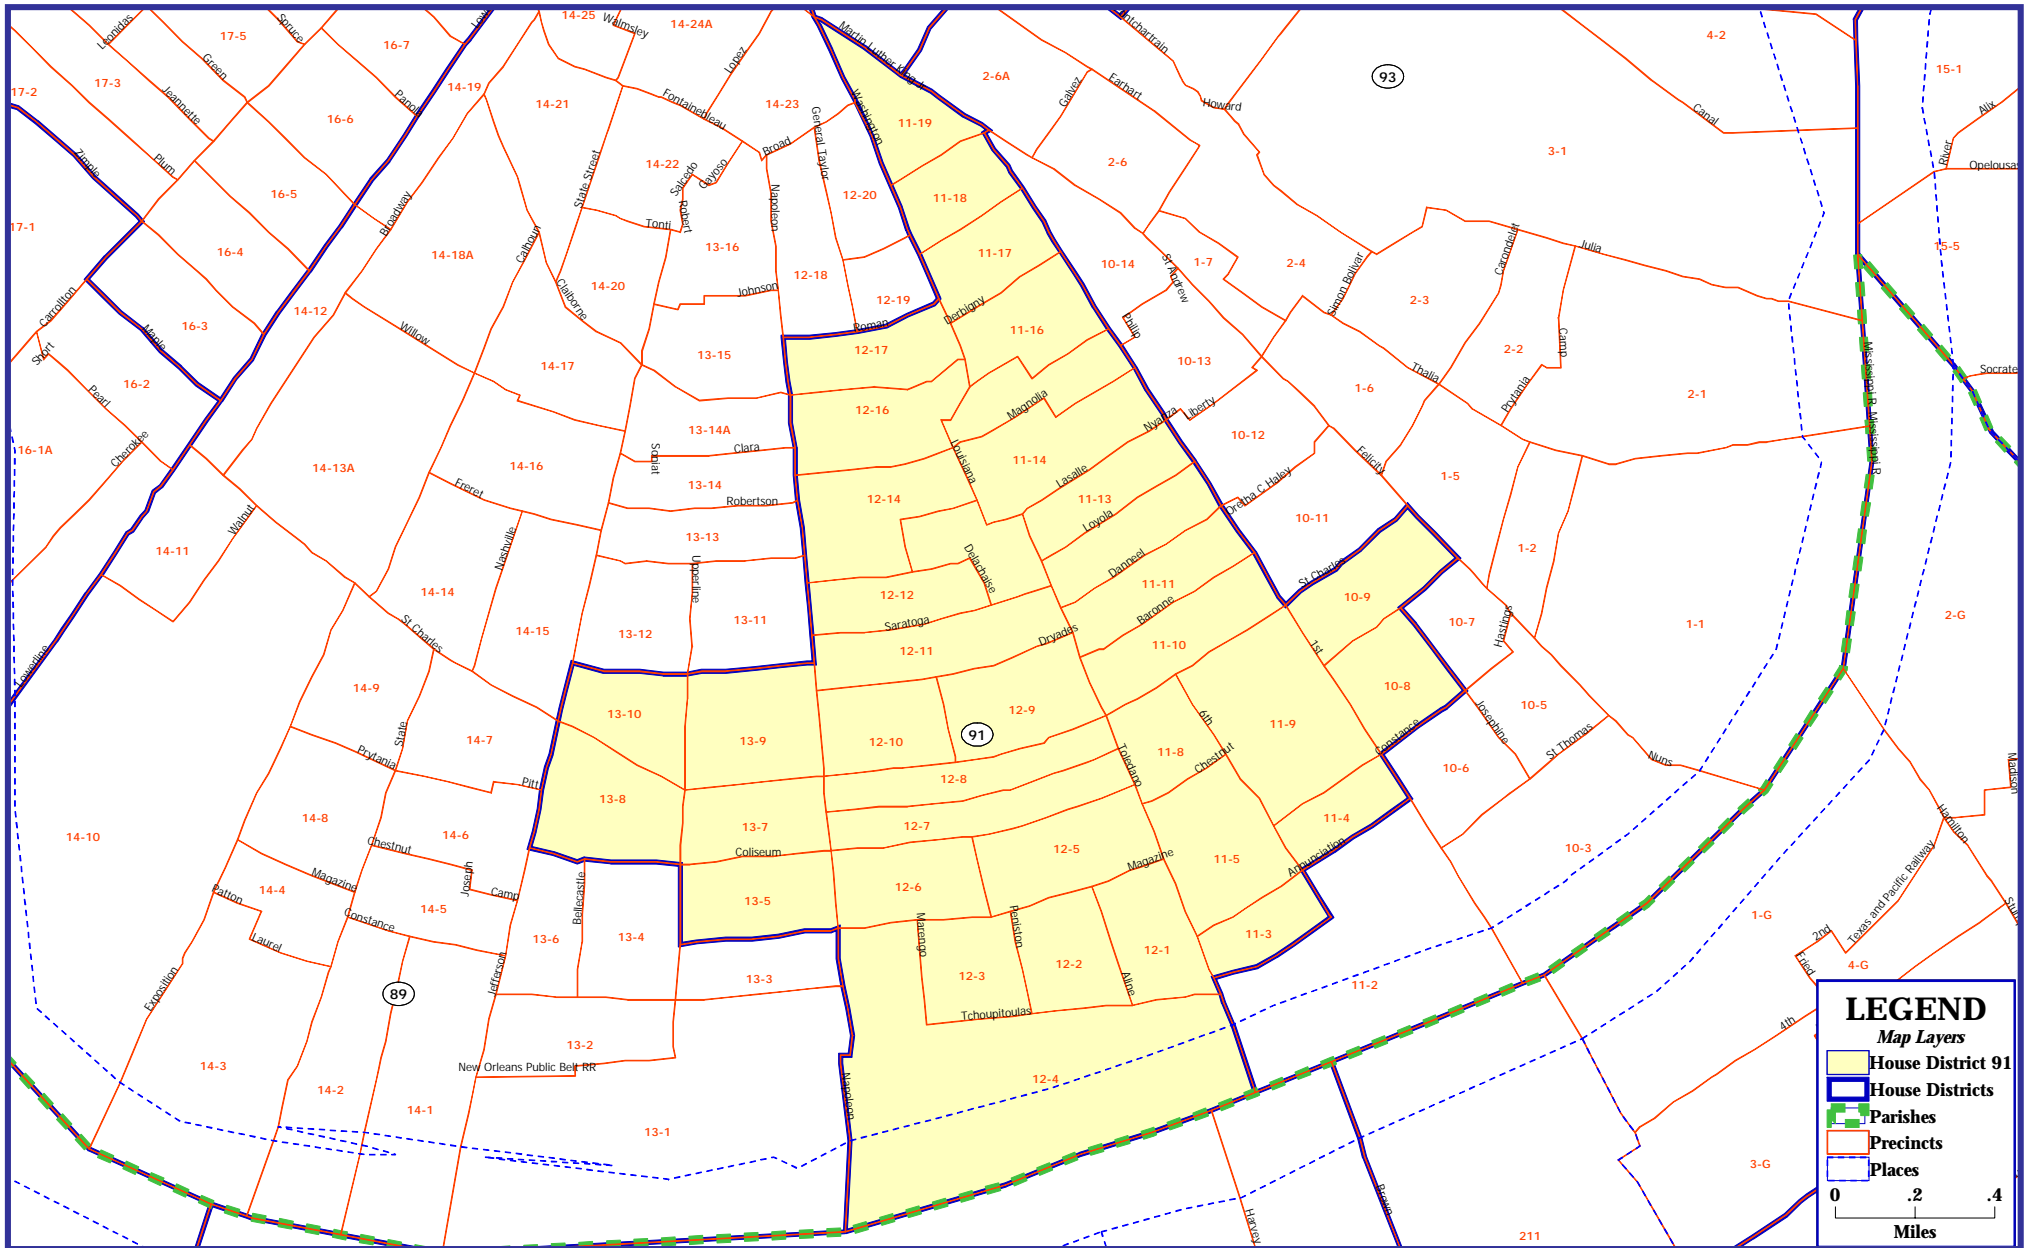 14-25
Walmsley
14-24A
Leonidas
Spruce
17-5
16-7
Low
Martin Luther King Jr
4-2
Green
Lopez
93
15-1
17-2
17-3
Jeannette
Panola
14-19
14-21
Fontainebleau
14-23
General Taylor
Washington
2-6A
Galvez
Earhart
Howard
Canal
Alix
16-6
11-19
Zimple
Plum
Broad
14-22
Salcedo
Gayoso
2-6
3-1
River
Opelousas
16-5
State Street
Napoleon
12-20
11-18
17-1
Broadway
Tonti
Robert
16-4
14-18A
Calhoun
13-16
11-17
10-14
St Andrew
1-7
2-4
Simon Bolivar
Carondelet
Julia
15-5
Carrollton
14-20
Claiborne
Johnson
12-18
12-19
Derbigny
2-3
14-12
16-3
Maple
Willow
Roman
11-16
Phillip
Short
12-17
13-15
14-17
10-13
2-2
Camp
Mississippi R
Socrate
16-2
Pearl
1-6
Thalia
Prytania
2-1
12-16
Magnolia
Nyanza
Liberty
16-1A
Cherokee
13-14A
Clara
Soniat
10-12
Mississippi R
14-13A
14-16
Louisiana
11-14
Lasalle
Felicity
1-5
Freret
13-14
Robertson
12-14
11-13
Loyola
Oretha C Haley
10-11
Walnut
14-11
Nashville
13-13
Upperline
Delachaise
Danneel
1-2
14-14
12-12
11-11
Baronne
St Charles
10-9
St Charles
14-15
13-12
13-11
Saratoga
Dryades
10-7
Hastings
1-1
2-G
Lowerline
12-11
11-10
1st
14-9
10-8
13-10
12-9
6th
11-9
10-5
Josephine
State
14-7
13-9
12-10
91
11-8
Chestnut
Constance
St Thomas
Nuns
Prytania
Toledano
Pitt
12-8
10-6
Madison
13-8
14-8
14-10
14-6
13-7
12-7
11-4
Hamilton
Chestnut
Coliseum
12-5
Magazine
11-5
Annunciation
10-3
Texas and Pacific Railway
Magazine
Joseph
Camp
Bellecastle
12-6
14-4
Patton
13-5
14-5
Constance
Marengo
Peniston
1-G
Laurel
13-6
13-4
12-1
11-3
2nd
Fried
4-G
Exposition
Jefferson
89
13-3
12-3
12-2
Aline
11-2
Tchoupitoulas
4th
13-2
New Orleans Public Belt RR
14-3
14-2
14-1
Napoleon
12-4
13-1
3-G
Harvey
Brown
211
LEGEND
Map Layers
House District 91
House Districts
Parishes
Precincts
Places
0 .2 .4
Miles